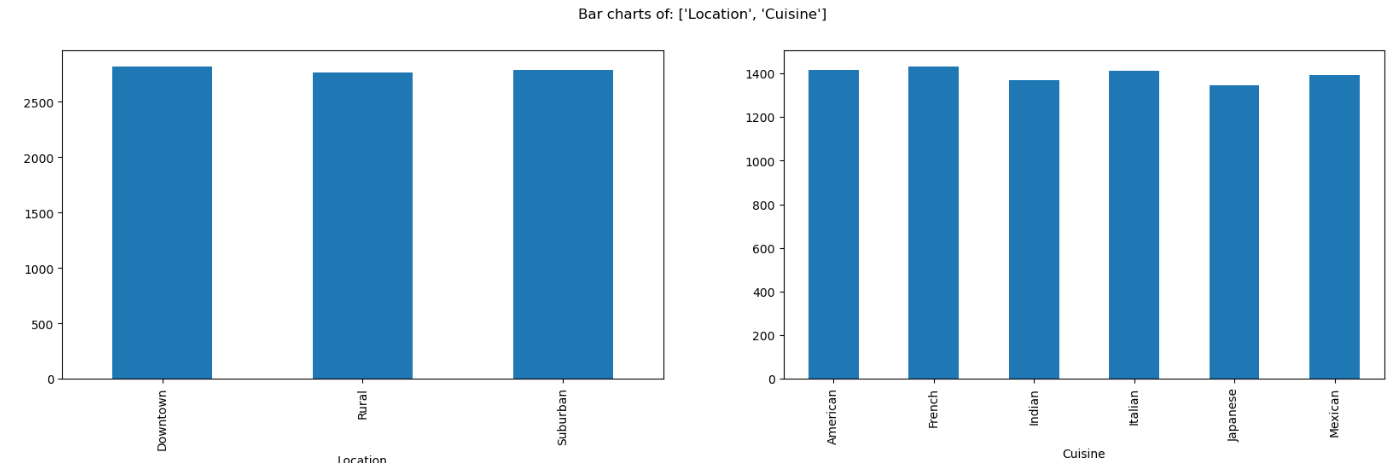 Bar charts of: ['Location', 'Cuisine']
2500
2000
1500
1000
500
0
Downtown
Rural
Suburban
Location
1400
1200
1000
800
600
400
200
0
American
French
Indian
Italian
Japanese
Mexican
Cuisine